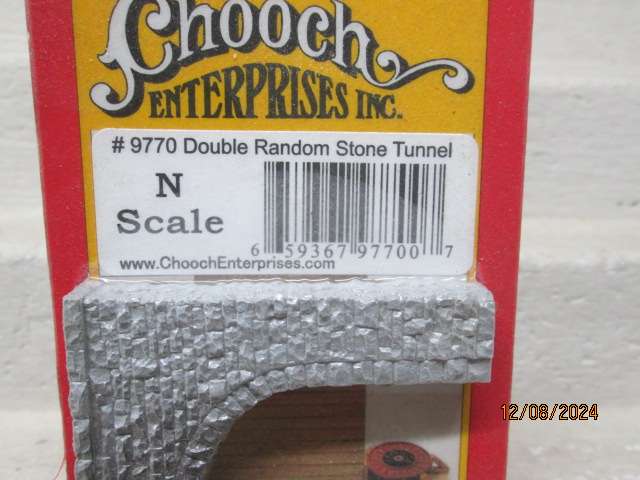 Chooch
ENTERPRISES INC.
# 9770 Double Random Stone Tunnel
N
Scale
6 59367 97700 7
www.ChoochEnterprises.com
12/08/2024